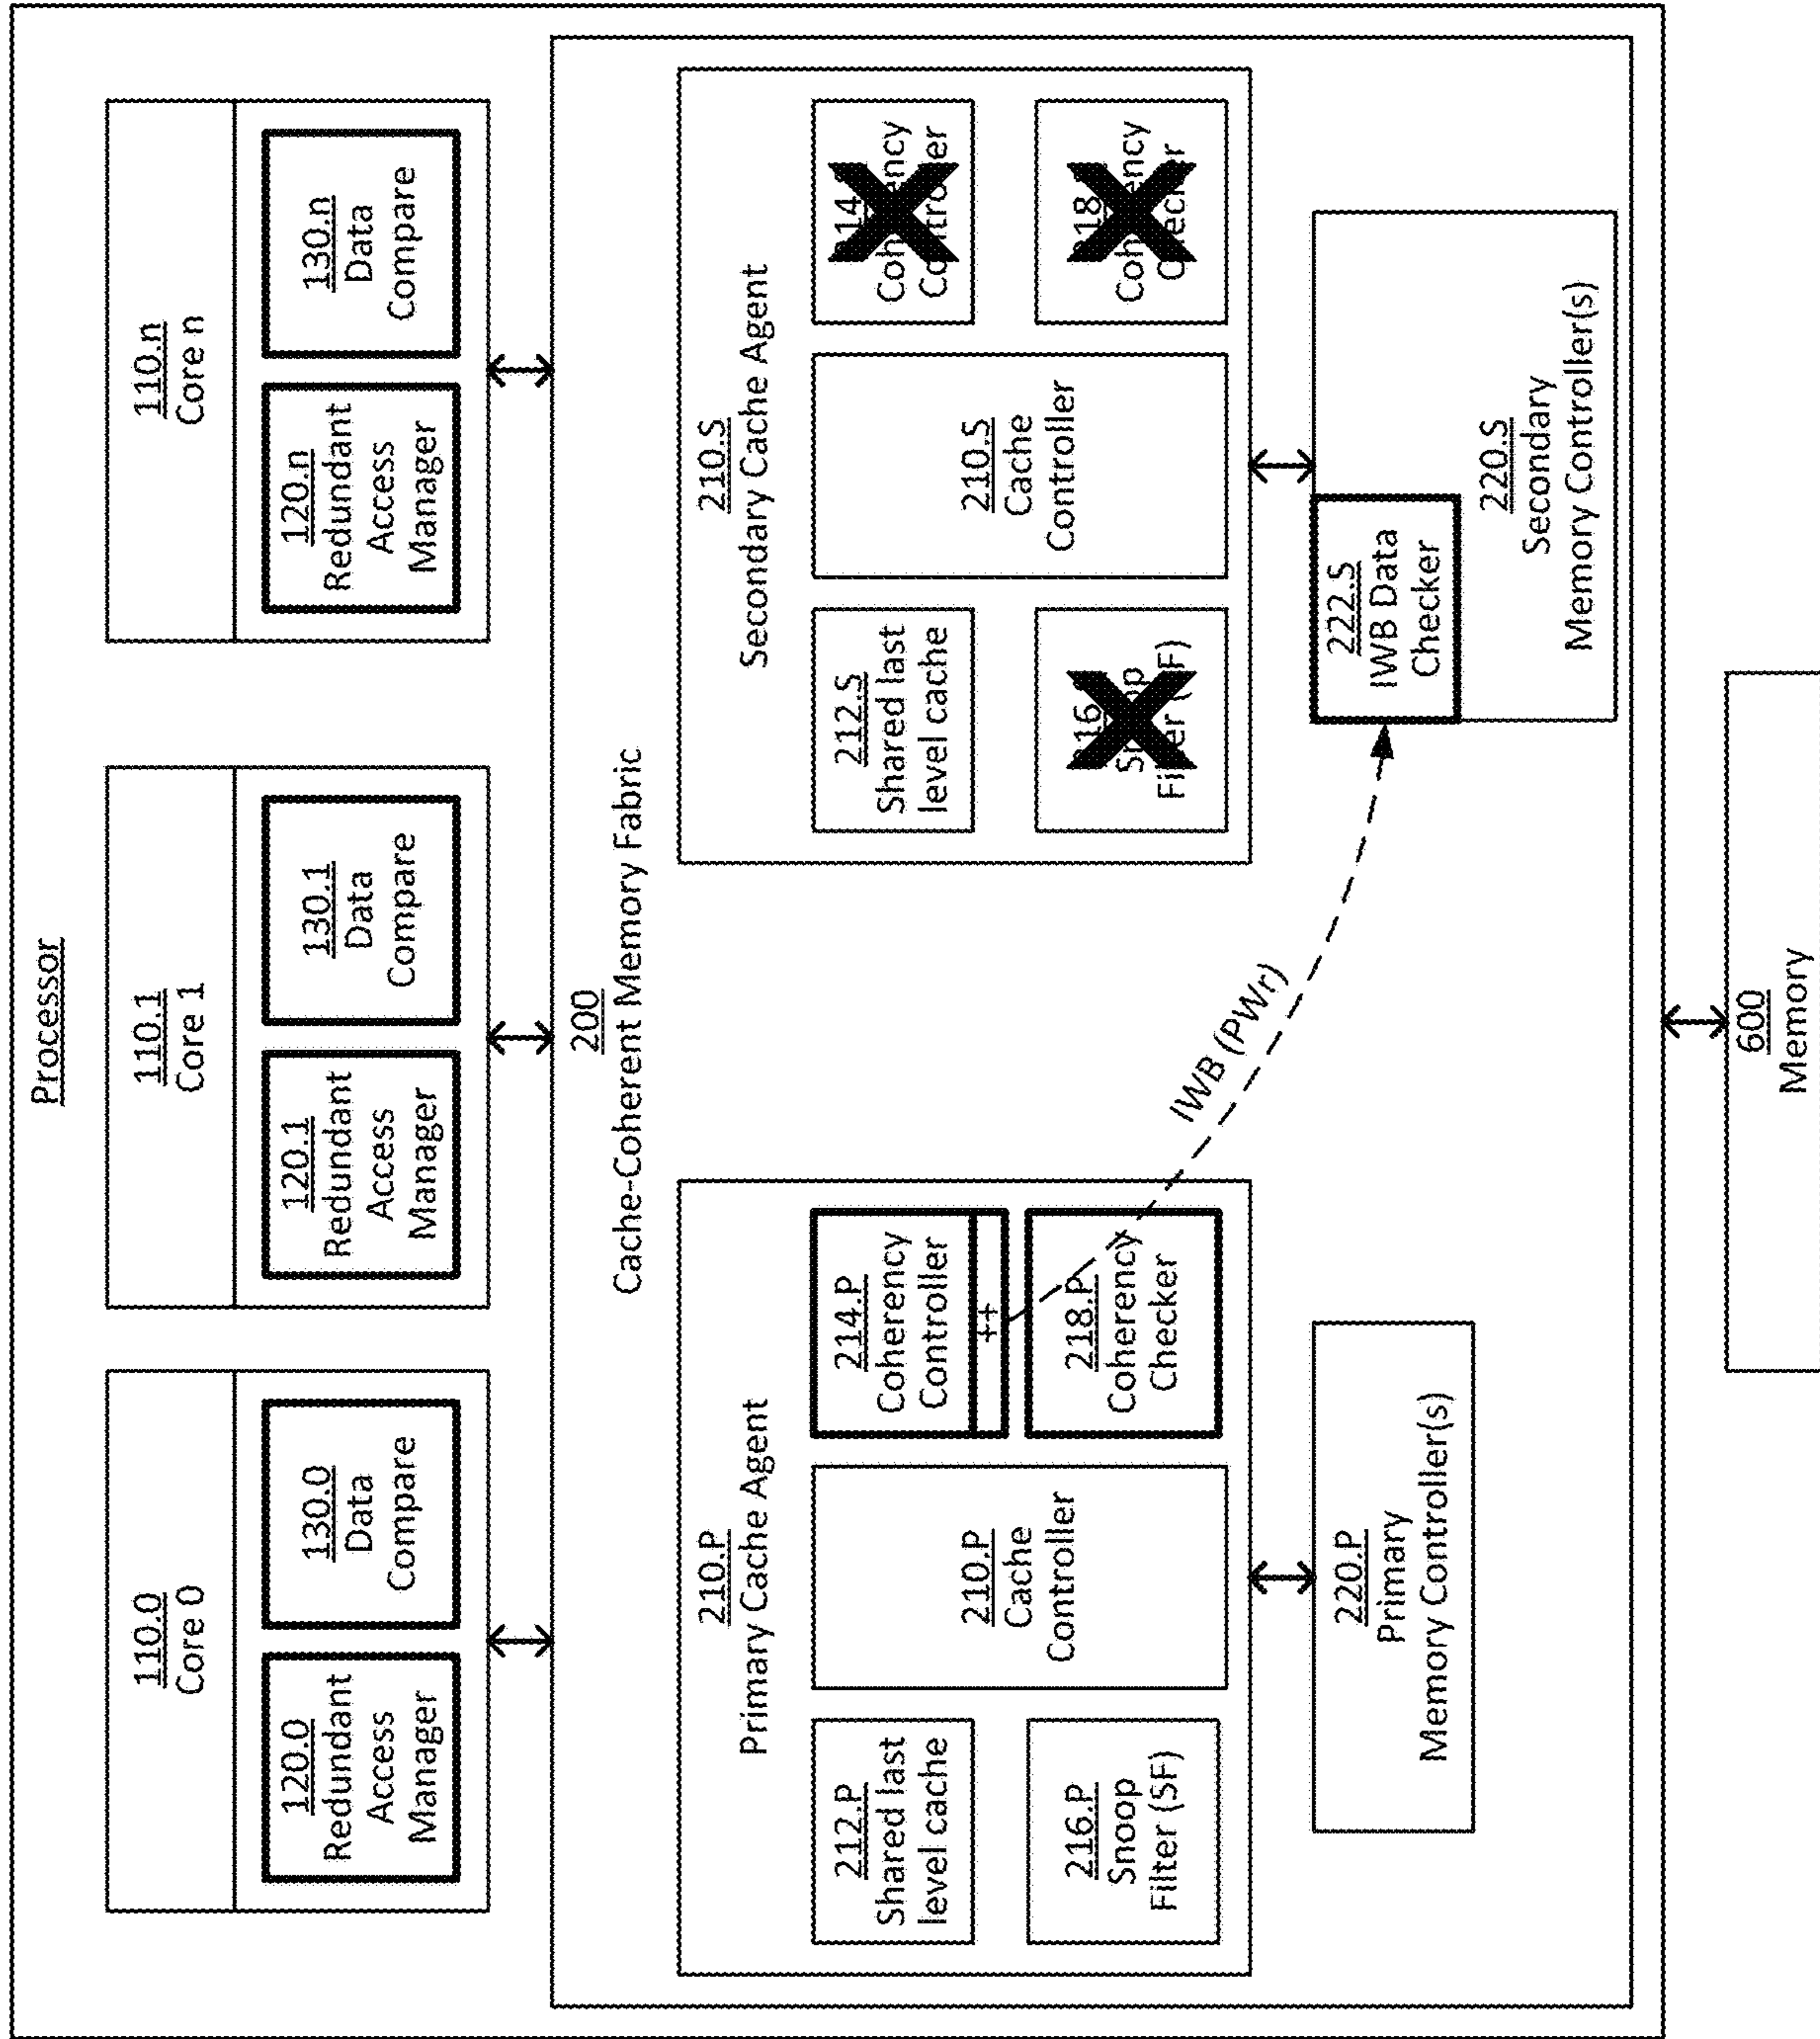 Processor
110.0
Core 0
120.0
Redundant
Access
Manager
130.0
Data
Compare
110.1
Core 1
120.1
Redundant
Access
Manager
130.1
Data
Compare
110.n
Core n
120.n
Redundant
Access
Manager
130.n
Data
Compare
200
Cache-Coherent Memory Fabric
210.P
Primary Cache Agent
212.P
Shared last
level cache
216.P
Snoop
Filter (SF)
210.P
Cache
Controller
214.P
Coherency
Controller
++
218.P
Coherency
Checker
IWB (PWr)
210.S
Secondary Cache Agent
212.S
Shared last
level cache
210.S
Cache
Controller
Coherency
Controller
Coherency
Checker
220.P
Primary
Memory Controller(s)
222.S
IWB Data
Checker
220.S
Secondary
Memory Controller(s)
600
Memory